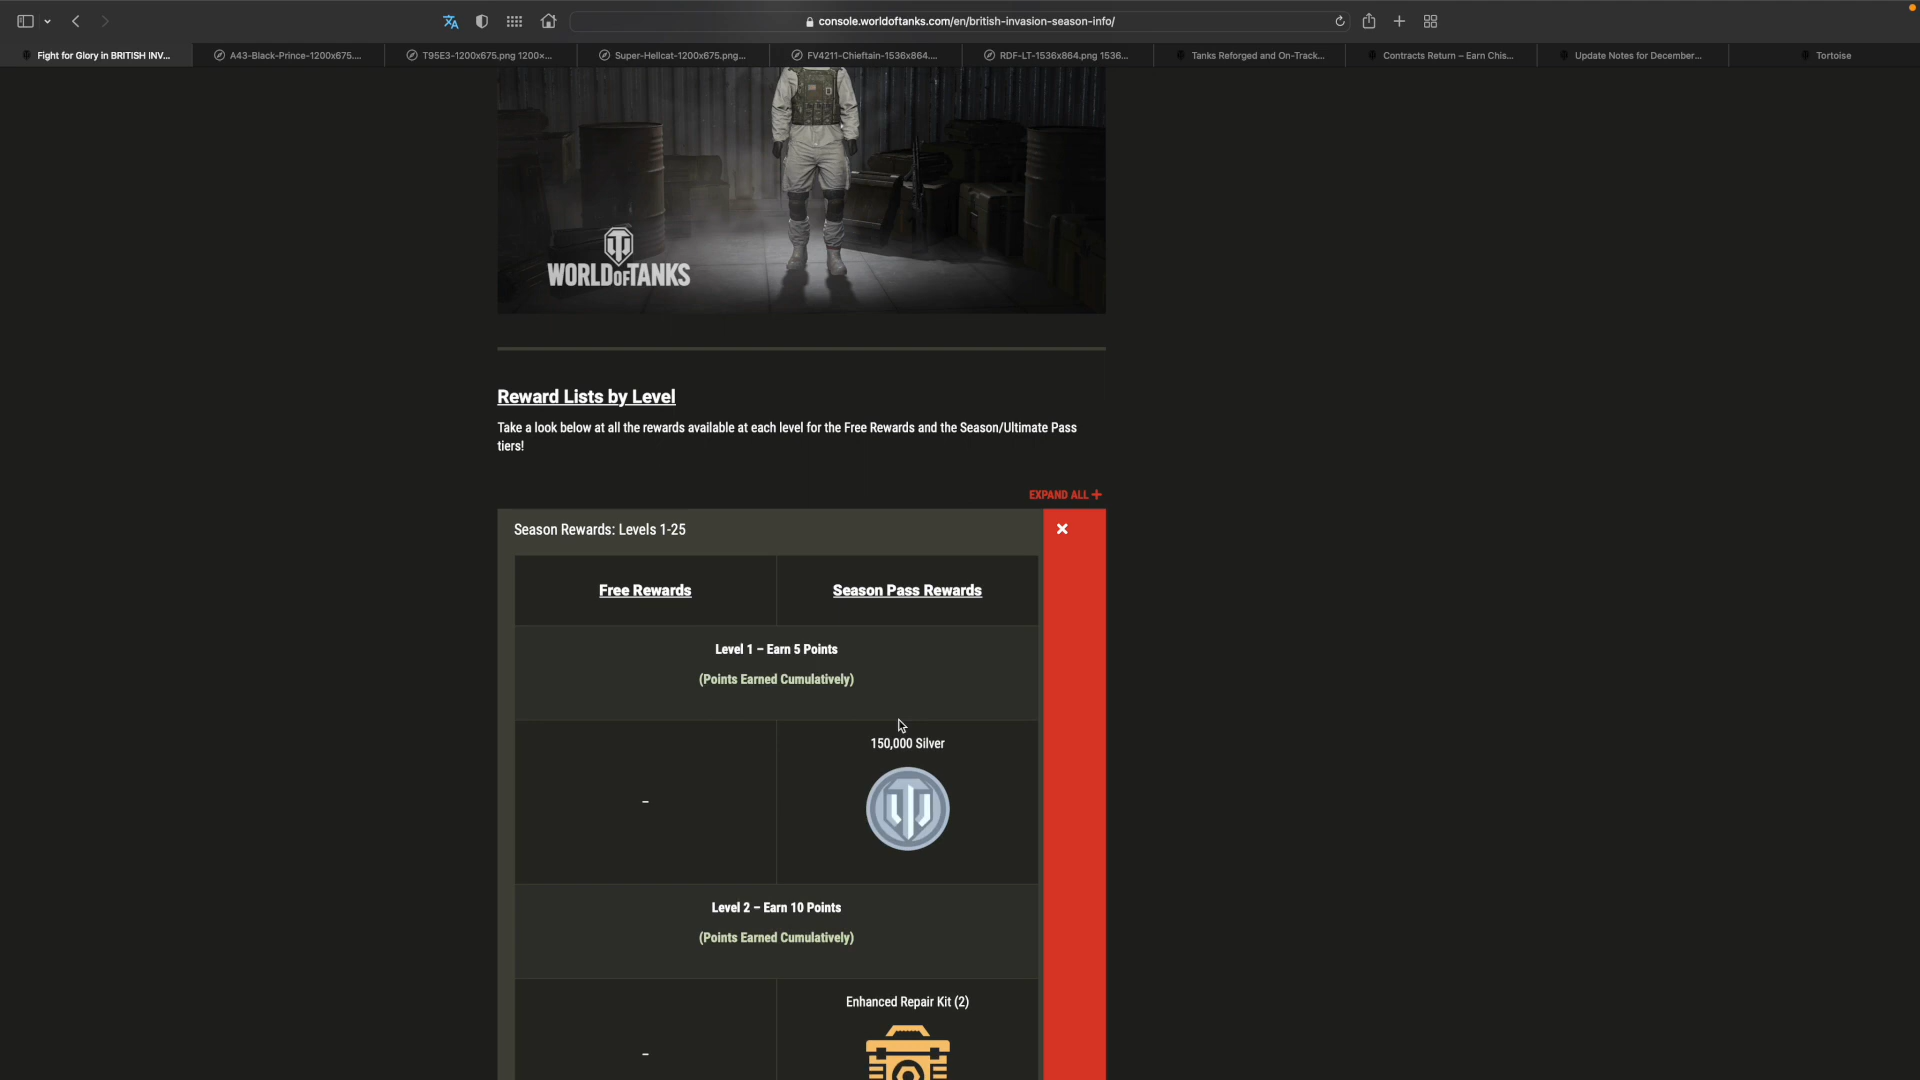 console.worldoftanks.com/en/british-invasion-season-info/
Fight for Glory in BRITISH INV...
A43-Black-Prince-1200x675....
T95E3-1200x675.png 1200×...
Super-Hellcat-1200x675.png...
FV4211-Chieftain-1536x864....
RDF-LT-1536x864.png 1536...
Tanks Reforged and On-Track...
Contracts Return – Earn Chis...
Update Notes for December...
Tortoise
WORLD OF TANKS
Reward Lists by Level
Take a look below at all the rewards available at each level for the Free Rewards and the Season/Ultimate Pass
tiers!
EXPAND ALL +
Season Rewards: Levels 1-25
Free Rewards
Season Pass Rewards
Level 1 – Earn 5 Points
(Points Earned Cumulatively)
150,000 Silver
–
Level 2 – Earn 10 Points
(Points Earned Cumulatively)
Enhanced Repair Kit (2)
–